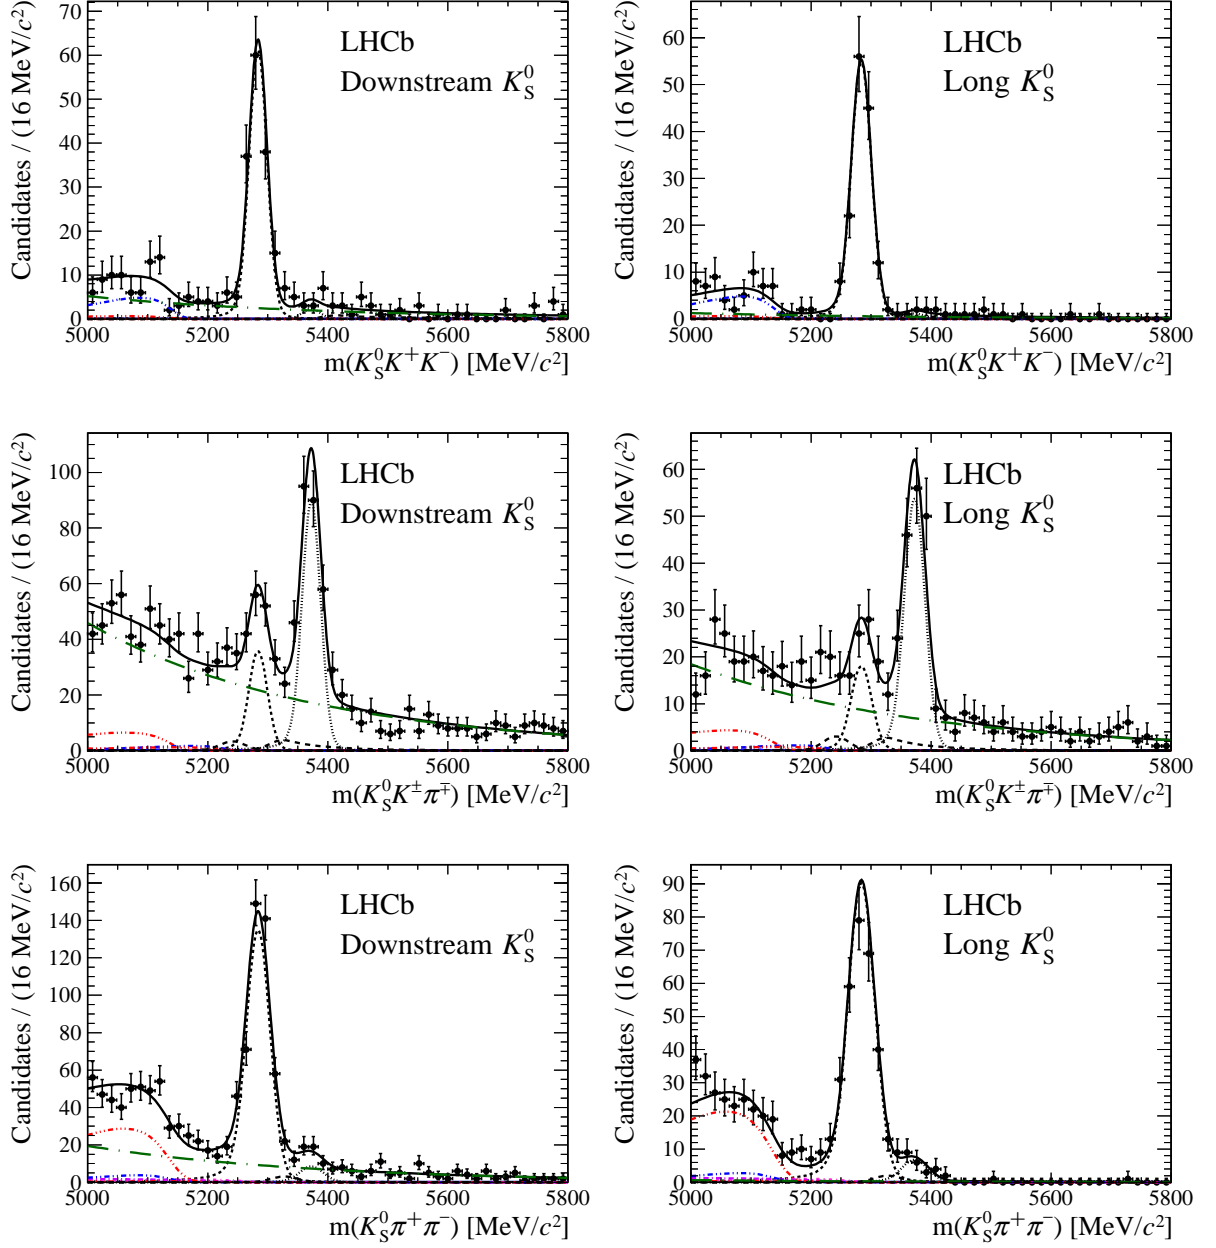 Candidates / (16 MeV/c²)
70
60
50
40
30
20
10
0
LHCb
Downstream K⁰S
5000 5200 5400 5600 5800
m(K⁰S K⁺K⁻) [MeV/c²]
Candidates / (16 MeV/c²)
60
50
40
30
20
10
0
LHCb
Long K⁰S
5000 5200 5400 5600 5800
m(K⁰S K⁺K⁻) [MeV/c²]
Candidates / (16 MeV/c²)
100
80
60
40
20
0
LHCb
Downstream K⁰S
5000 5200 5400 5600 5800
m(K⁰S K±π∓) [MeV/c²]
Candidates / (16 MeV/c²)
60
50
40
30
20
10
0
LHCb
Long K⁰S
5000 5200 5400 5600 5800
m(K⁰S K±π∓) [MeV/c²]
Candidates / (16 MeV/c²)
160
140
120
100
80
60
40
20
0
LHCb
Downstream K⁰S
5000 5200 5400 5600 5800
m(K⁰S π⁺π⁻) [MeV/c²]
Candidates / (16 MeV/c²)
90
80
70
60
50
40
30
20
10
0
LHCb
Long K⁰S
5000 5200 5400 5600 5800
m(K⁰S π⁺π⁻) [MeV/c²]